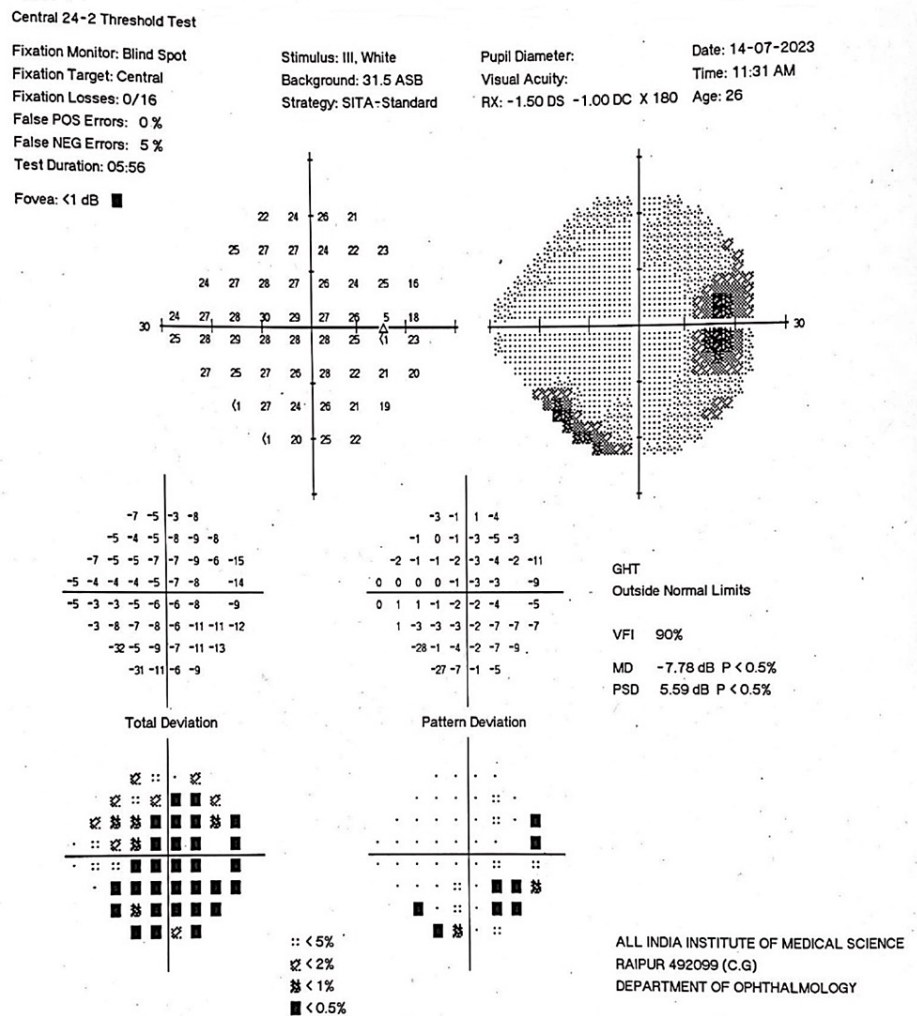 Central 24-2 Threshold Test
Fixation Monitor: Blind Spot
Fixation Target: Central
Fixation Losses: 0/16
False POS Errors: 0 %
False NEG Errors: 5 %
Test Duration: 05:56
Fovea: <1 dB
Stimulus: III, White
Background: 31.5 ASB
Strategy: SITA-Standard
Pupil Diameter:
Visual Acuity:
RX: -1.50 DS -1.00 DC X 180
Date: 14-07-2023
Time: 11:31 AM
Age: 26
22 24 26 21
25 27 27 24 22 23
24 27 28 27 26 24 25 16
30 24 27 28 30 29 27 26 5 18
25 28 29 28 28 28 25 <1 23
27 25 27 26 28 22 21 20
<1 27 24 26 21 19
<1 20 25 22
30
-7 -5 -3 -8
-5 -4 -5 -8 -9 -8
-7 -5 -5 -7 -7 -9 -6 -15
-5 -4 -4 -4 -5 -7 -8 -14
-5 -3 -3 -5 -6 -6 -8 -9
-3 -8 -7 -8 -6 -11 -11 -12
-32 -5 -9 -7 -11 -13
-31 -11 -6 -9
Total Deviation
-3 -1 1 -4
-1 0 -1 -3 -5 -3
-2 -1 -1 -2 -3 -4 -2 -11
0 0 0 0 -1 -3 -3 -9
0 1 1 -1 -2 -2 -4 -5
1 -3 -3 -3 -2 -7 -7 -7
-28 -1 -4 -2 -7 -9
-27 -7 -1 -5
Pattern Deviation
GHT
Outside Normal Limits
VFI 90%
MD -7.78 dB P < 0.5%
PSD 5.59 dB P < 0.5%
< 5%
< 2%
< 1%
< 0.5%
ALL INDIA INSTITUTE OF MEDICAL SCIENCE
RAIPUR 492099 (C.G)
DEPARTMENT OF OPHTHALMOLOGY